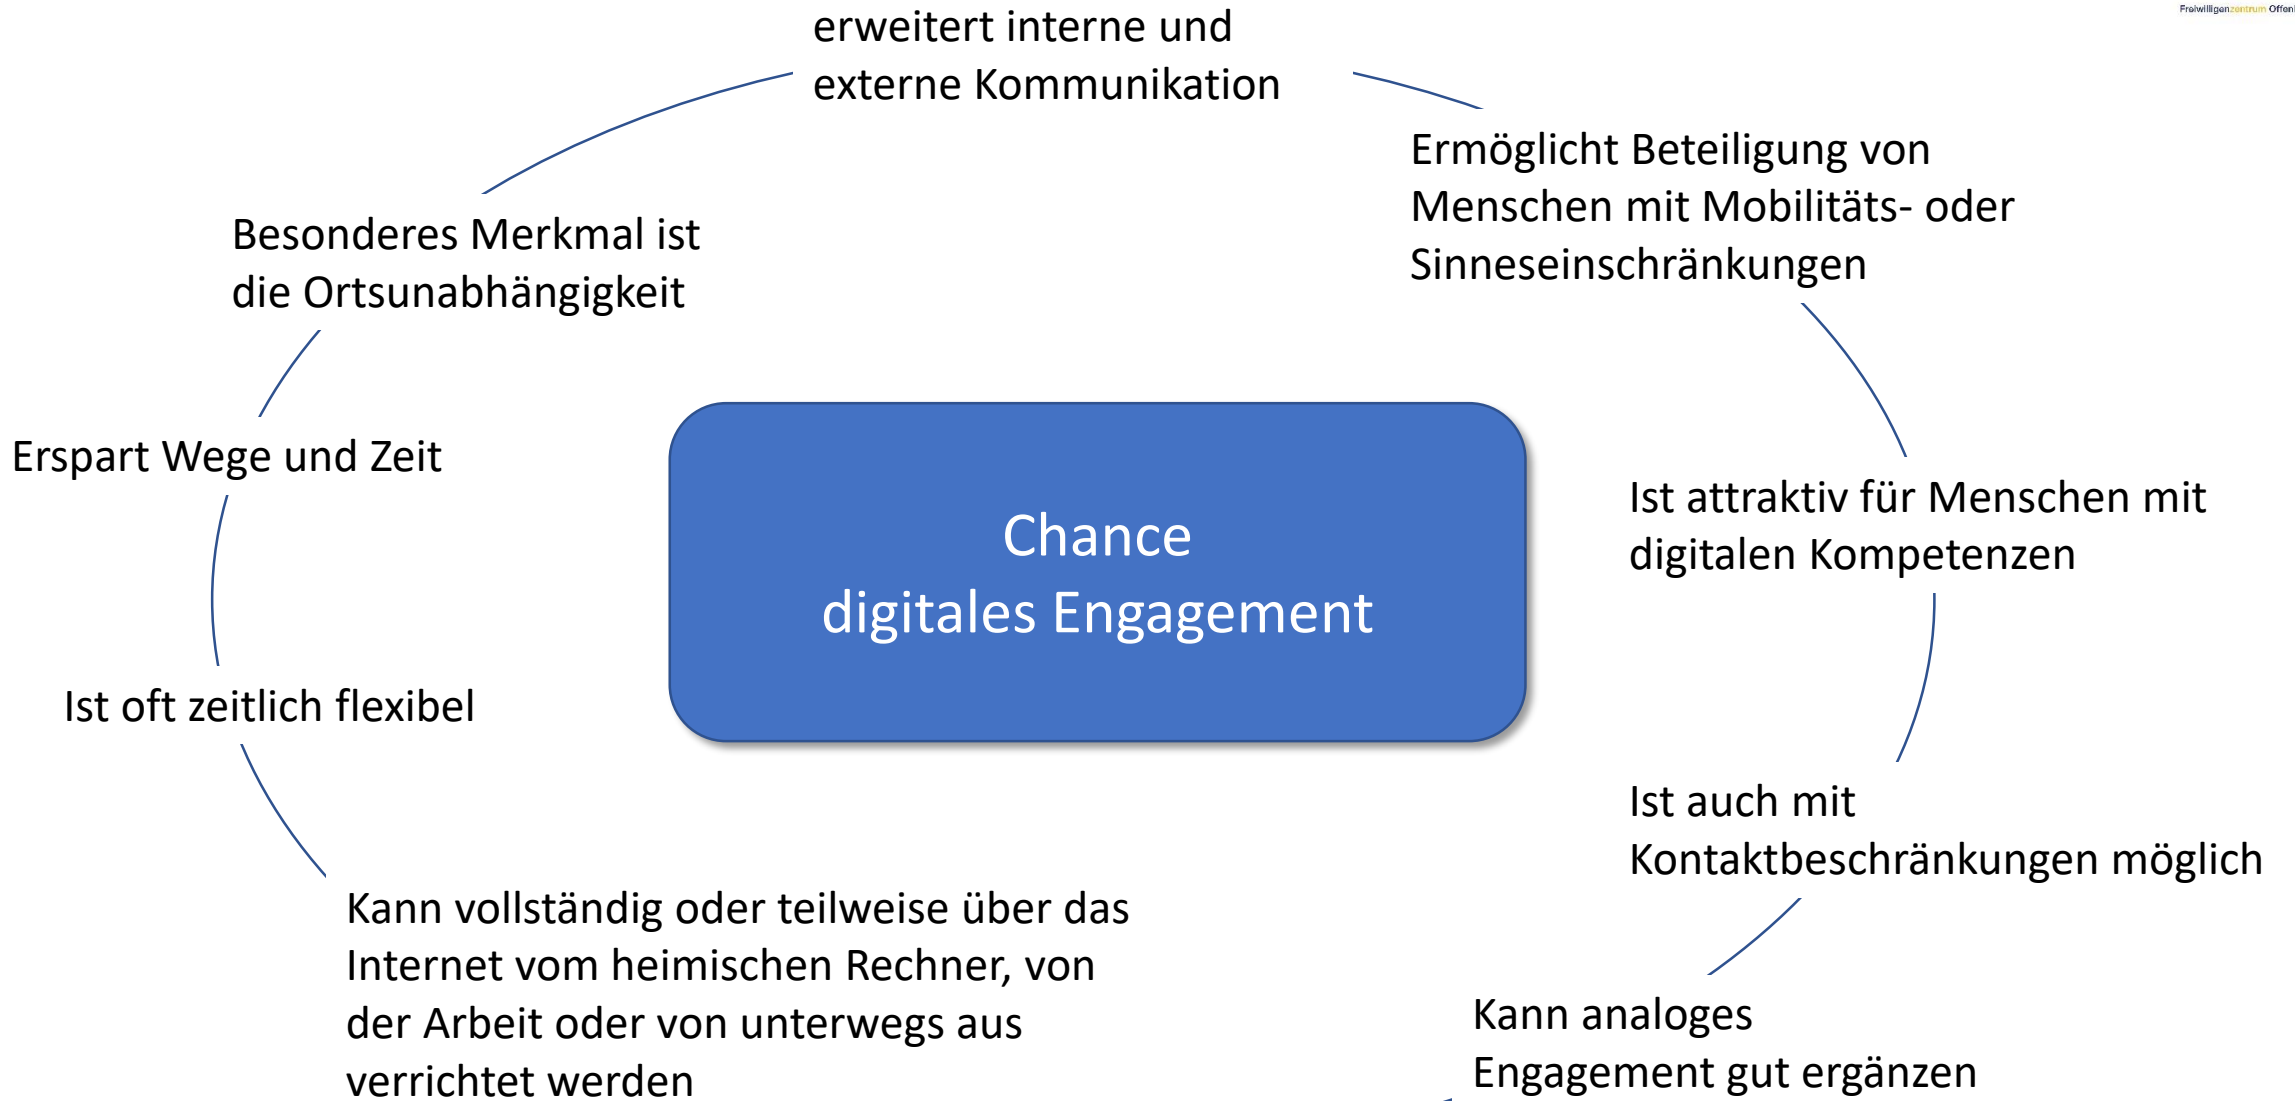 Freiwilligenzentrum
erweitert interne und
externe Kommunikation
Ermöglicht Beteiligung von
Menschen mit Mobilitäts- oder
Sinneseinschränkungen
Ist attraktiv für Menschen mit
digitalen Kompetenzen
Ist auch mit
Kontaktbeschränkungen möglich
Kann analoges
Engagement gut ergänzen
Kann vollständig oder teilweise über das
Internet vom heimischen Rechner, von
der Arbeit oder von unterwegs aus
verrichtet werden
Ist oft zeitlich flexibel
Erspart Wege und Zeit
Besonderes Merkmal ist
die Ortsunabhängigkeit
Chance
digitales Engagement